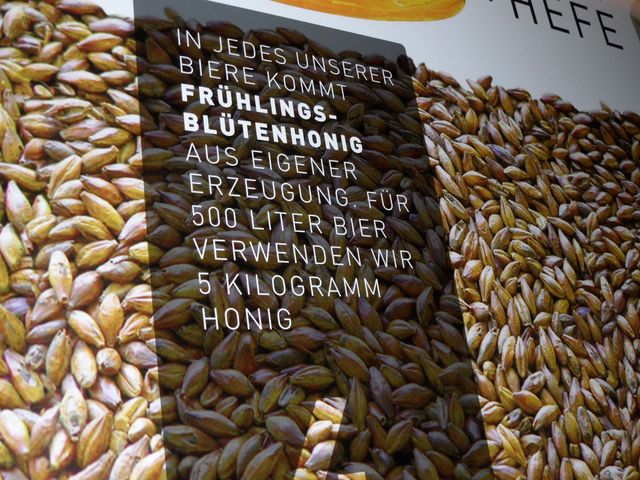 THEFE
IN JEDES UNSERER
BIERE KOMMT
FRÜHLINGS-
BLÜTENHONIG
AUS EIGENER
ERZEUGUNG. FÜR
500 LITER BIER
VERWENDEN WIR
5 KILOGRAMM
HONIG